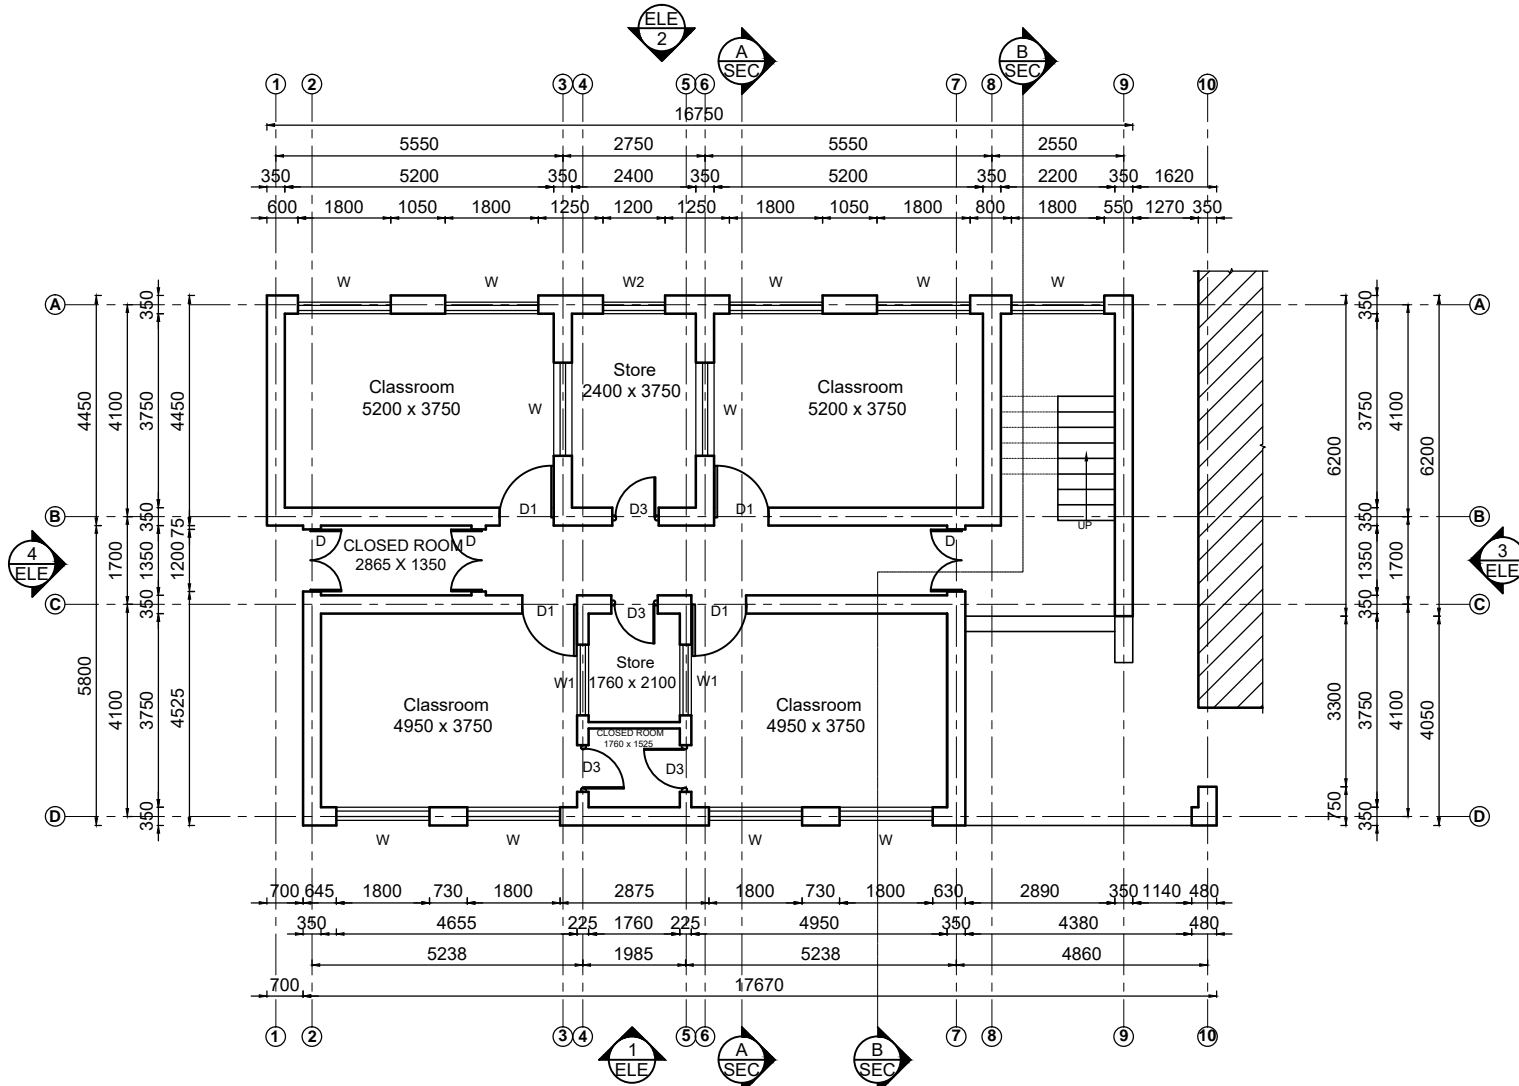 ELE
2
A
SEC
B
SEC
1 2 3 4 5 6 7 8 9 10
16750
5550 2750 5550 2550
350 5200 350 2400 350 5200 350 2200 350 1620
600 1800 1050 1800 1250 1200 1250 1800 1050 1800 800 1800 550 1270 350
W W W2 W W W
A A
350 350
Classroom
5200 x 3750
Store
2400 x 3750
Classroom
5200 x 3750
W W
4450 4100 3750 4450
3750 4100 6200 6200
D1 D3 D1
UP
B B
350 75 350
4
ELE
D CLOSED ROOM D
2865 X 1350
D
1700 1350 1200
1350 1700
3
ELE
C C
350 350
D1 D3 D1
Store
1760 x 2100
W1 W1
Classroom
4950 x 3750
Classroom
4950 x 3750
5800 4100 3750 4525
3300 3750 4100 4050
CLOSED ROOM
1760 x 1525
D3 D3
D D
350 750 350
W W W W
700 645 1800 730 1800 2875 1800 730 1800 630 2890 350 1140 480
350 4655 225 1760 225 4950 350 4380 480
5238 1985 5238 4860
700 17670
1 2 3 4 5 6 7 8 9 10
1
ELE
A
SEC
B
SEC